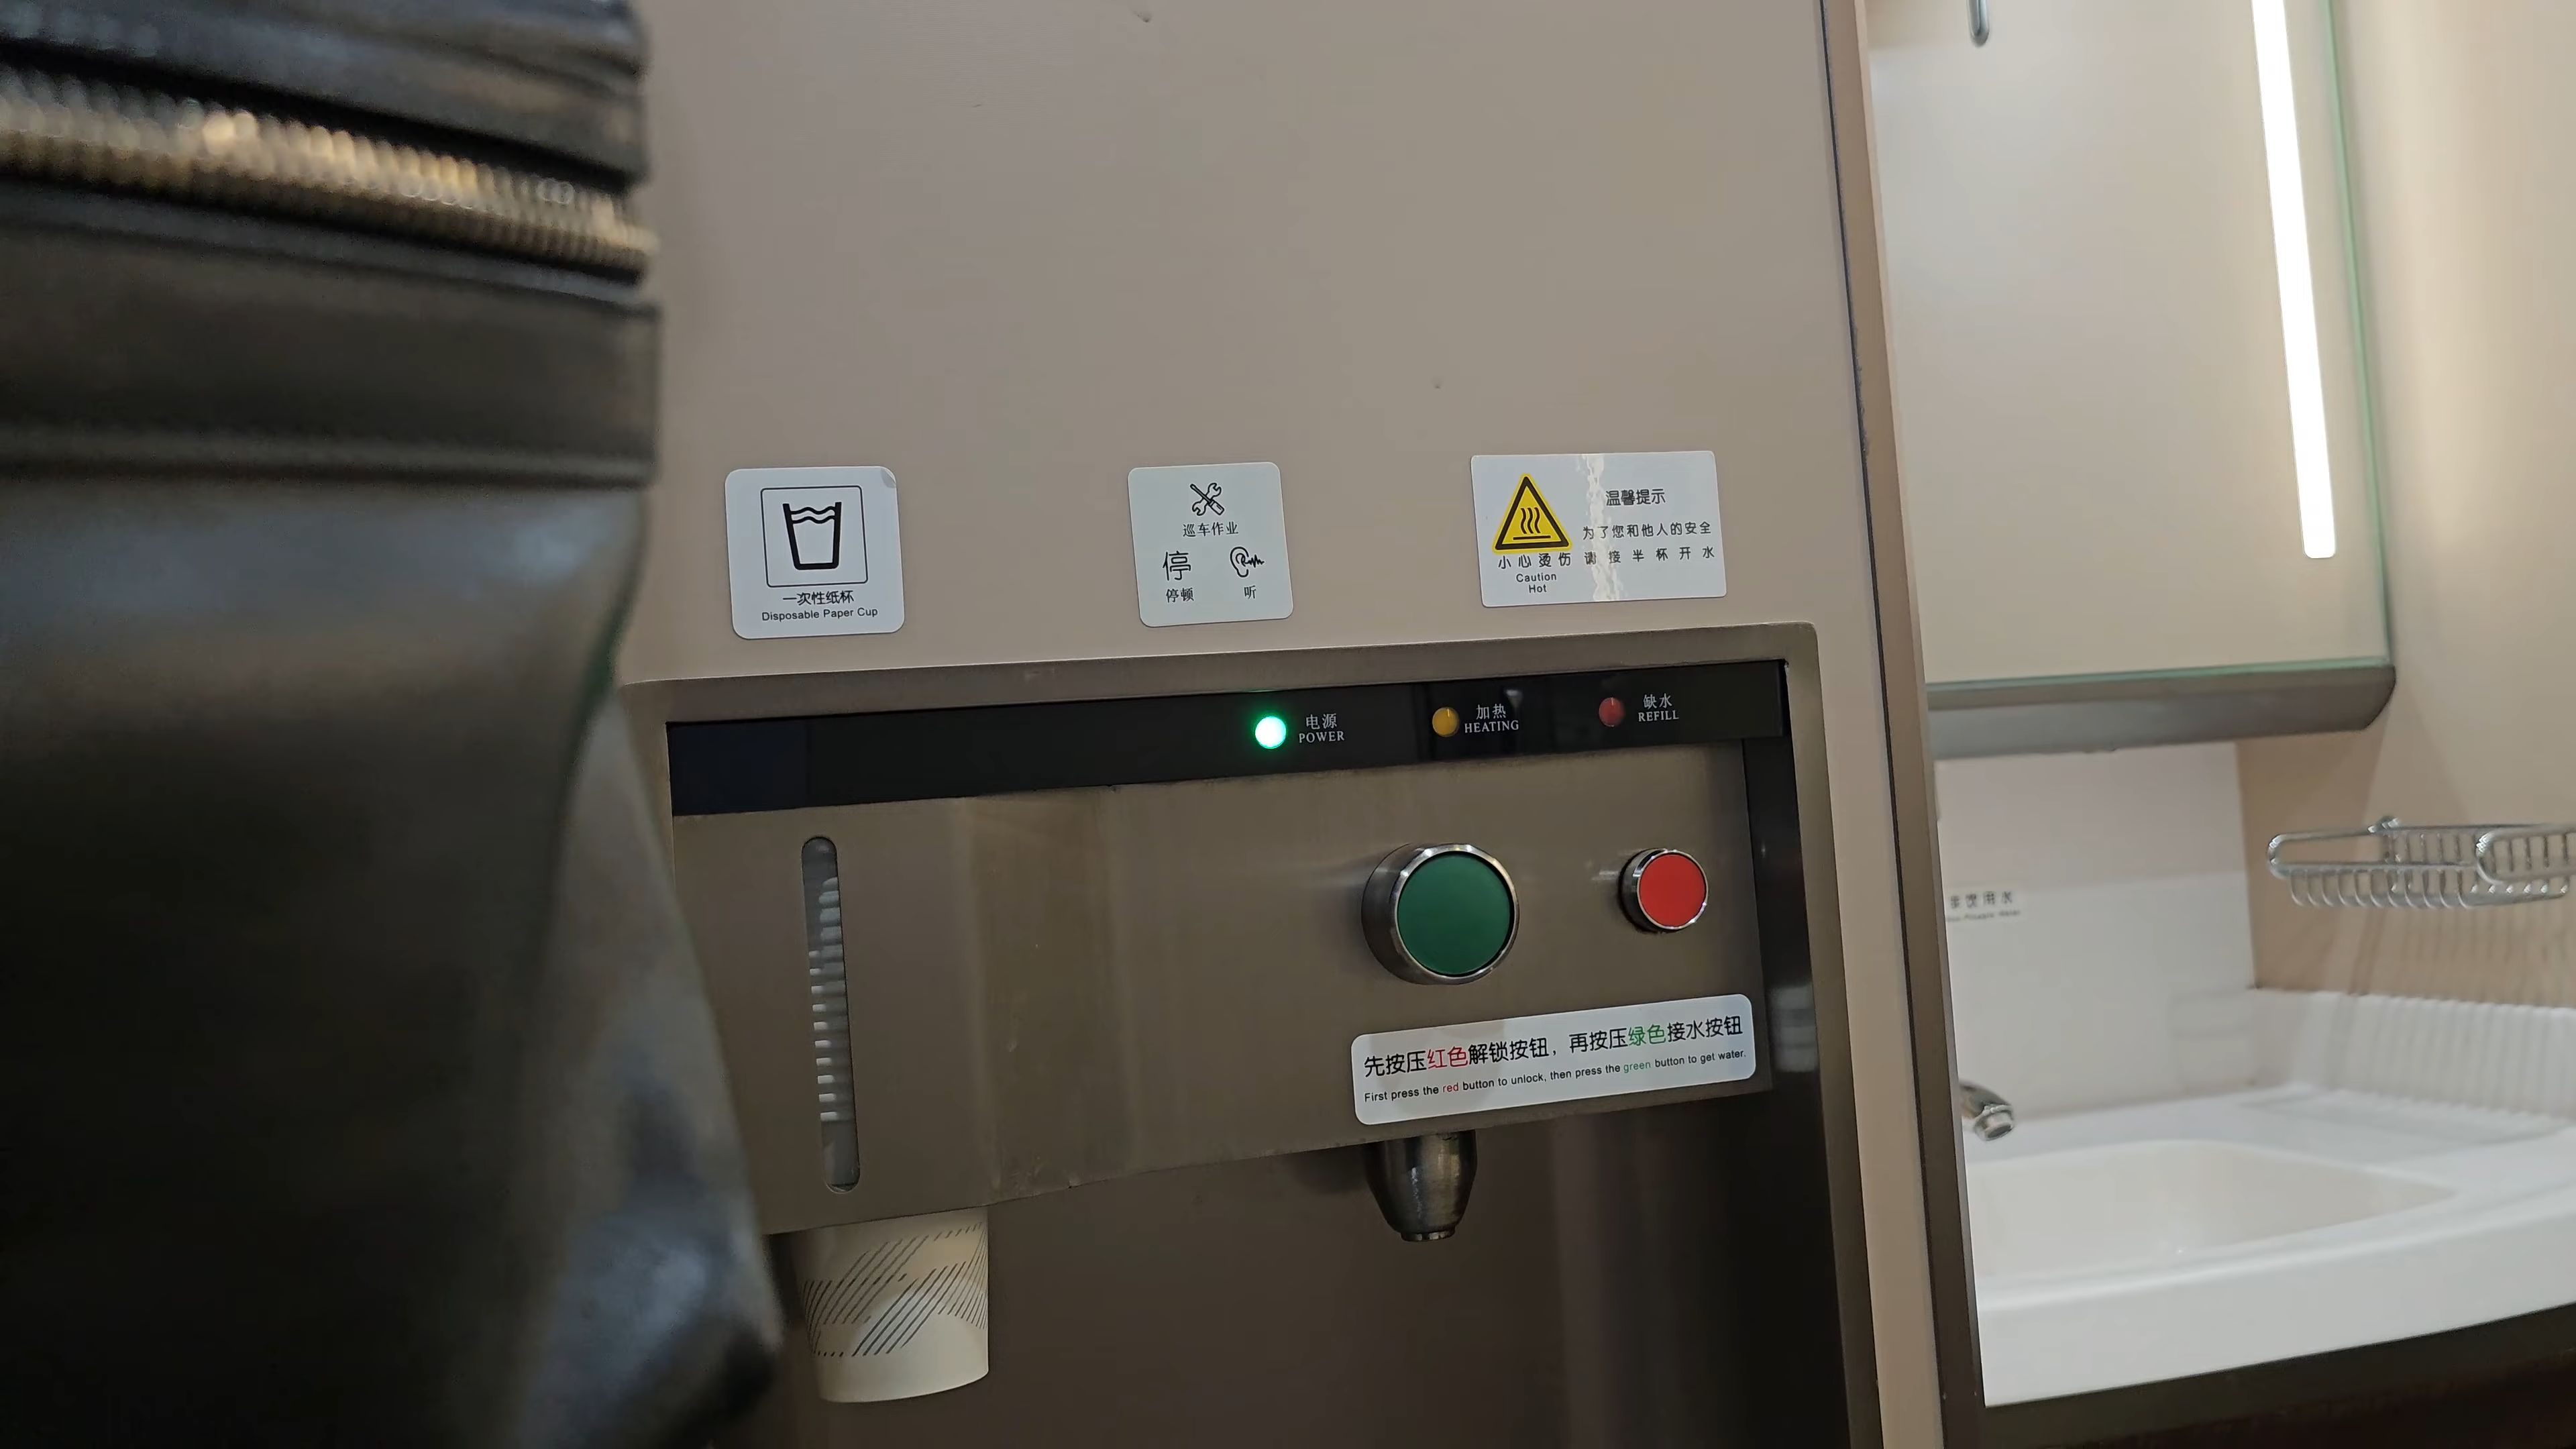 一次性纸杯
Disposable Paper Cup
巡车作业
停
停顿
听
温馨提示
为了您和他人的安全
请接半杯开水
小心烫伤
Caution
Hot
电源
POWER
加热
HEATING
缺水
REFILL
先按压红色解锁按钮，再按压绿色接水按钮
First press the red button to unlock, then press the green button to get water.
饮用水